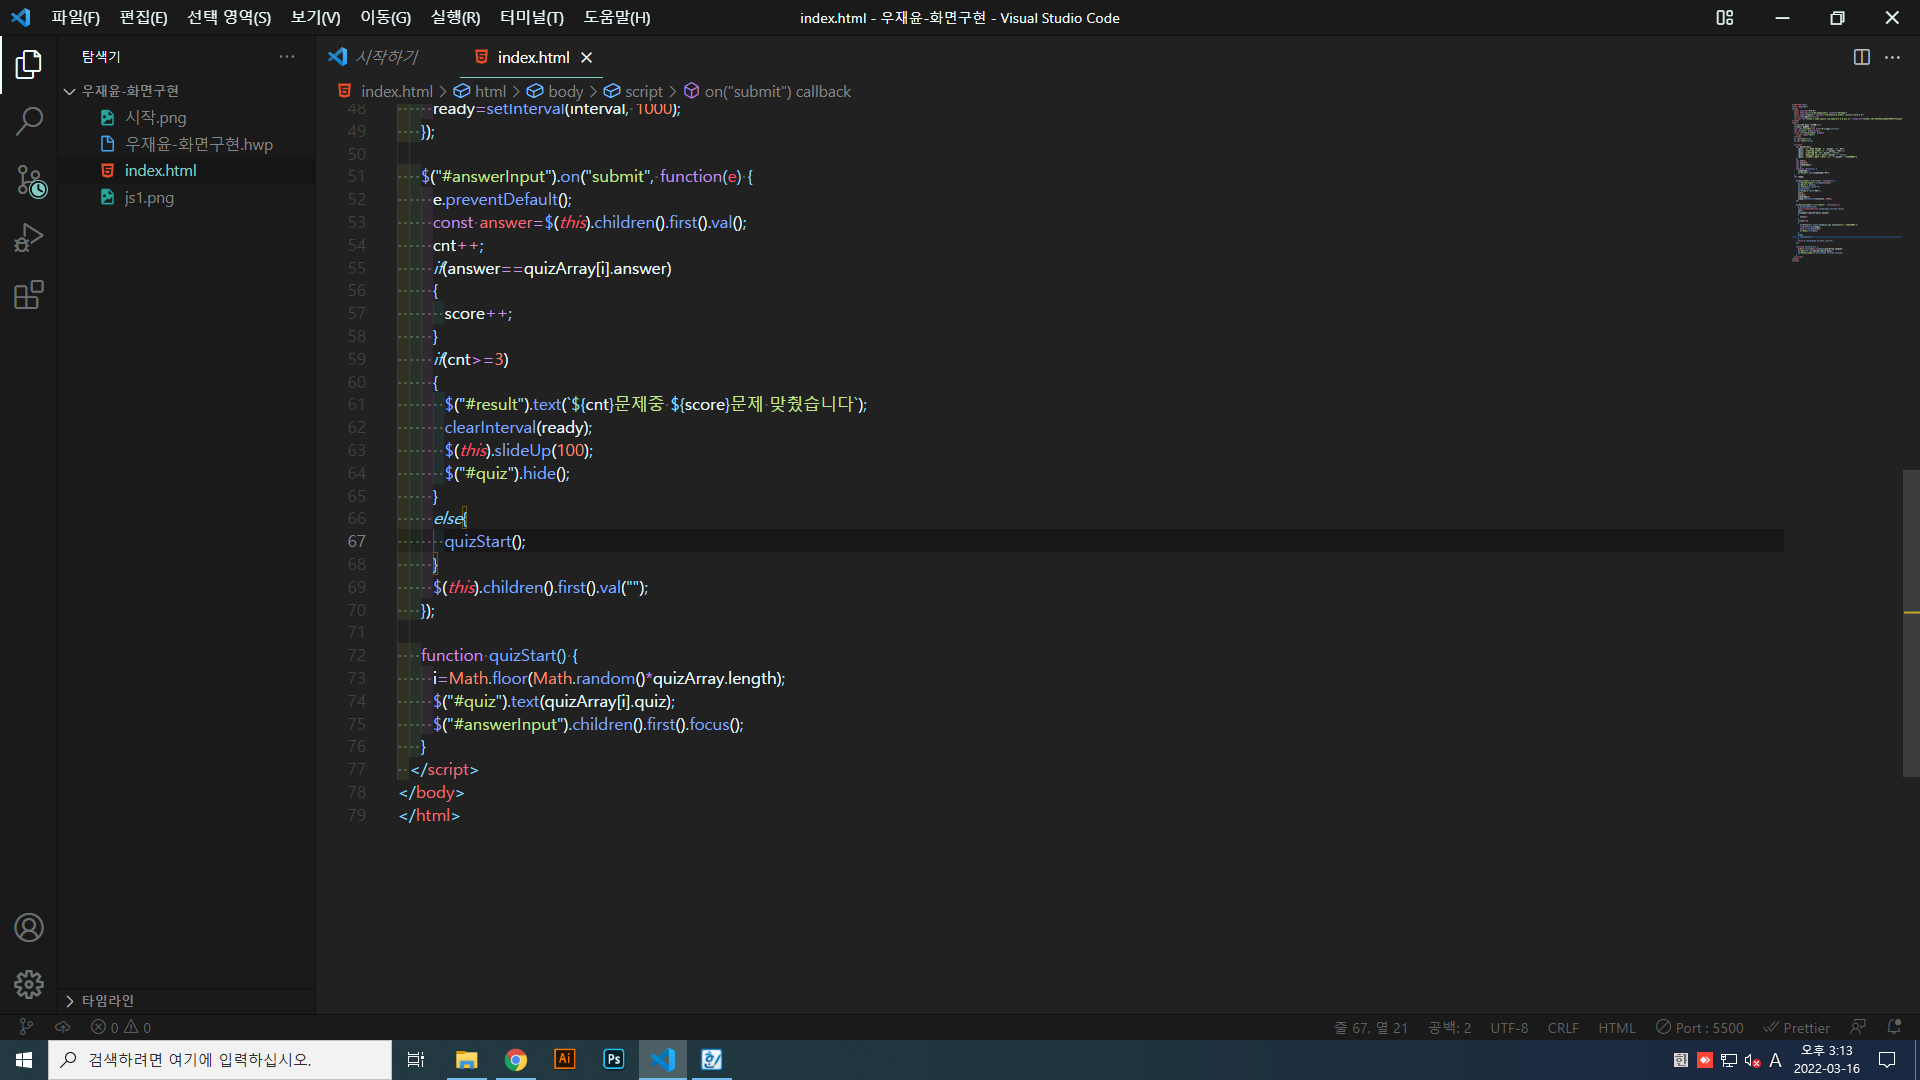 파일(F) 편집(E) 선택 영역(S) 보기(V) 이동(G) 실행(R) 터미널(T) 도움말(H)
index.html - 우재윤-화면구현 - Visual Studio Code
탐색기
우재윤-화면구현
시작.png
우재윤-화면구현.hwp
index.html
js1.png
타임라인
시작하기
index.html
index.html > html > body > script > on("submit") callback
48 ready=setInterval(interval, 1000);
49 });
50
51 $("#answerInput").on("submit", function(e) {
52 e.preventDefault();
53 const answer=$(this).children().first().val();
54 cnt++;
55 if(answer==quizArray[i].answer)
56 {
57 score++;
58 }
59 if(cnt>=3)
60 {
61 $("#result").text(`${cnt}문제중 ${score}문제 맞췄습니다`);
62 clearInterval(ready);
63 $(this).slideUp(100);
64 $("#quiz").hide();
65 }
66 else{
67 quizStart();
68 }
69 $(this).children().first().val("");
70 });
71
72 function quizStart() {
73 i=Math.floor(Math.random()*quizArray.length);
74 $("#quiz").text(quizArray[i].quiz);
75 $("#answerInput").children().first().focus();
76 }
77 </script>
78 </body>
79 </html>
0 0
줄 67, 열 21 공백: 2 UTF-8 CRLF HTML Port : 5500 Prettier
검색하려면 여기에 입력하십시오.
Ai
Ps
A
오후 3:13
2022-03-16